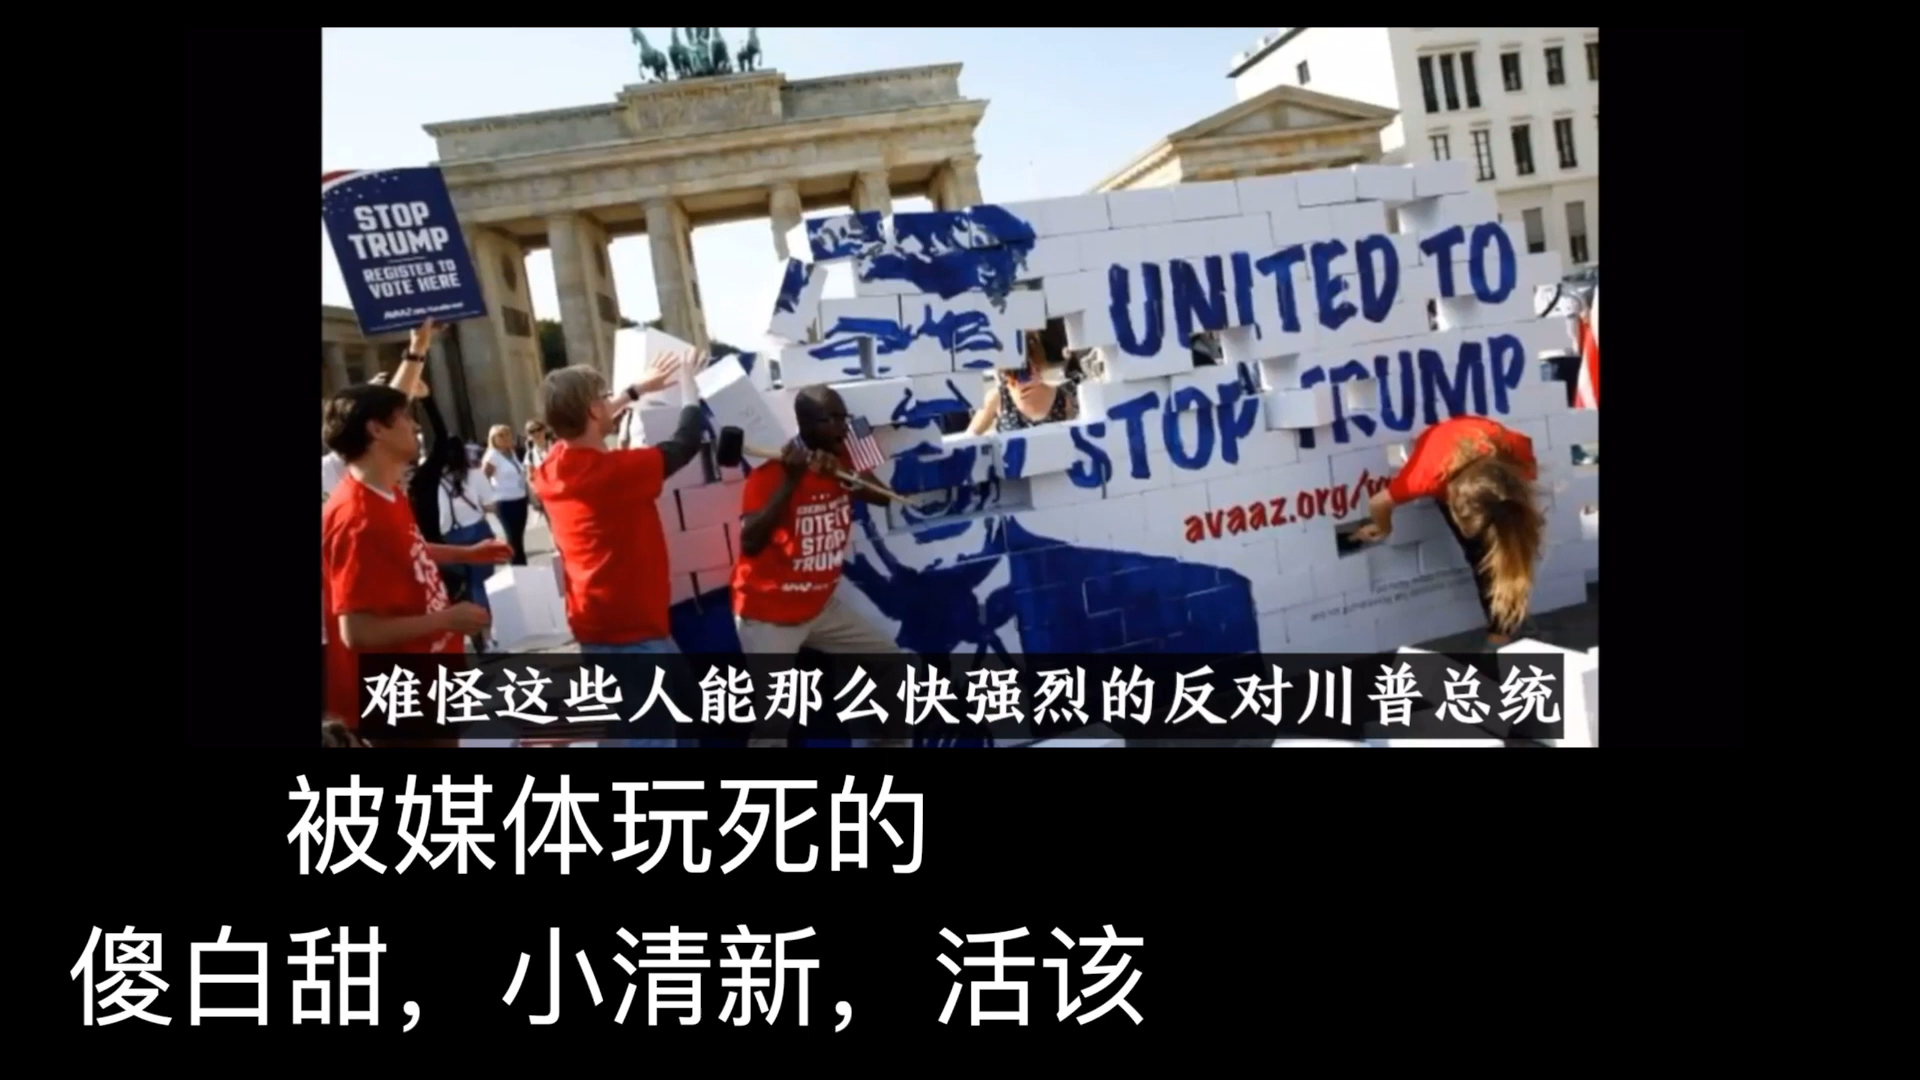 STOP
TRUMP
REGISTER TO
VOTE HERE
UNITED TO
STOP TRUMP
avaaz.org/
VOTE
STOP
TRUMP
难怪这些人能那么快强烈的反对川普总统
被媒体玩死的
傻白甜，小清新，活该